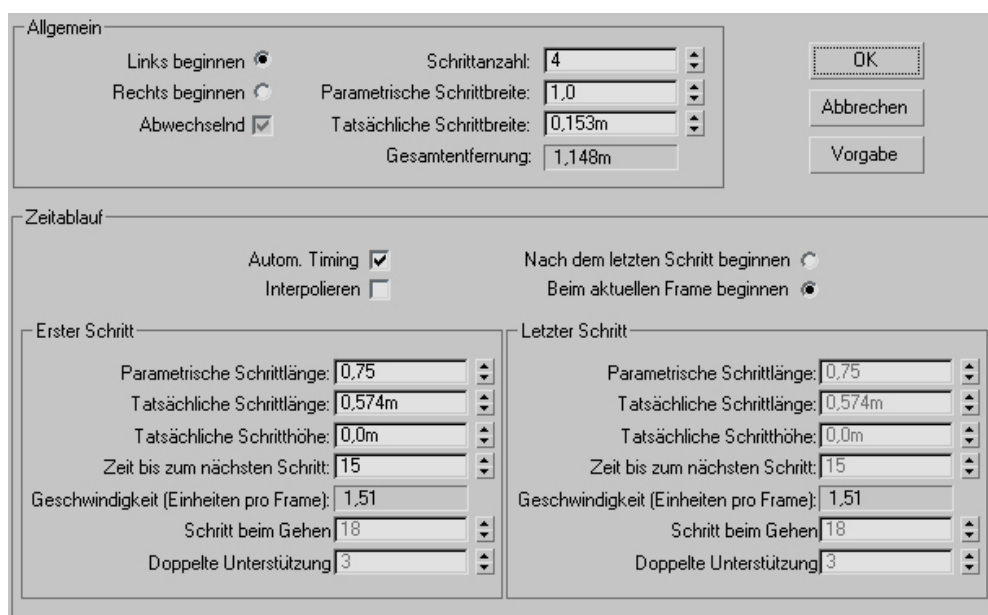 Allgemein
Links beginnen
Rechts beginnen
Abwechselnd
Schrittanzahl: 4
Parametrische Schrittbreite: 1,0
Tatsächliche Schrittbreite: 0,153m
Gesamtentfernung: 1,148m
OK
Abbrechen
Vorgabe
Zeitablauf
Autom. Timing
Interpolieren
Nach dem letzten Schritt beginnen
Beim aktuellen Frame beginnen
Erster Schritt
Parametrische Schrittlänge: 0,75
Tatsächliche Schrittlänge: 0,574m
Tatsächliche Schritthöhe: 0,0m
Zeit bis zum nächsten Schritt: 15
Geschwindigkeit (Einheiten pro Frame): 1,51
Schritt beim Gehen 18
Doppelte Unterstützung 3
Letzter Schritt
Parametrische Schrittlänge: 0,75
Tatsächliche Schrittlänge: 0,574m
Tatsächliche Schritthöhe: 0,0m
Zeit bis zum nächsten Schritt: 15
Geschwindigkeit (Einheiten pro Frame): 1,51
Schritt beim Gehen 18
Doppelte Unterstützung 3